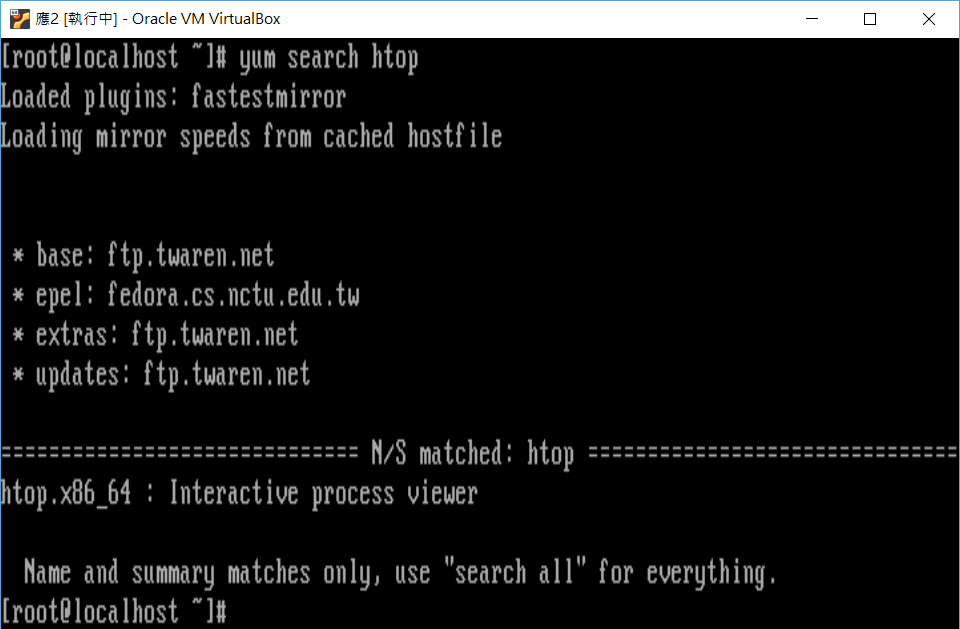 應2 [執行中] - Oracle VM VirtualBox
[root@localhost ~]# yum search htop
Loaded plugins: fastestmirror
Loading mirror speeds from cached hostfile
* base: ftp.twaren.net
* epel: fedora.cs.nctu.edu.tw
* extras: ftp.twaren.net
* updates: ftp.twaren.net
============================== N/S matched: htop ===============================
htop.x86_64 : Interactive process viewer
Name and summary matches only, use "search all" for everything.
[root@localhost ~]#